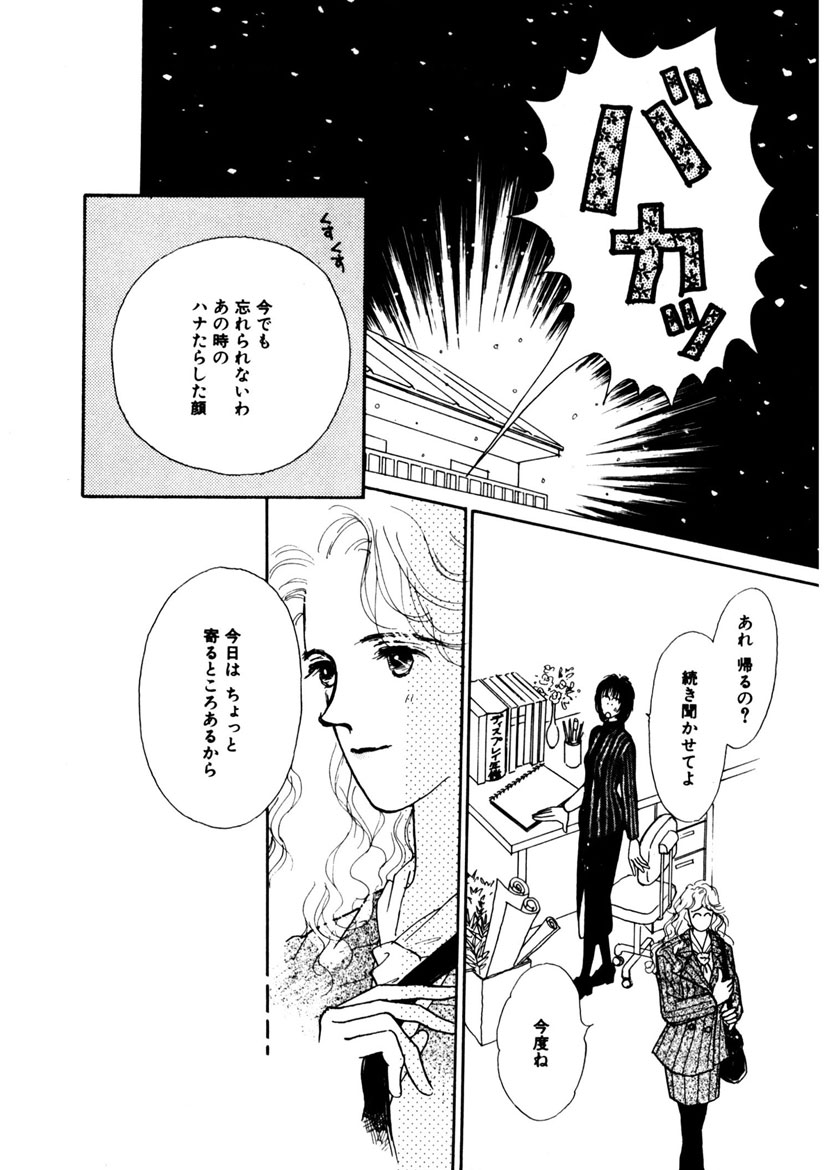 バカッ
くすくす
今でも
忘れられないわ
あの時の
ハナたらした顔
あれ 帰るの？
続き聞かせてよ
今度ね
今日は ちょっと
寄るところあるから